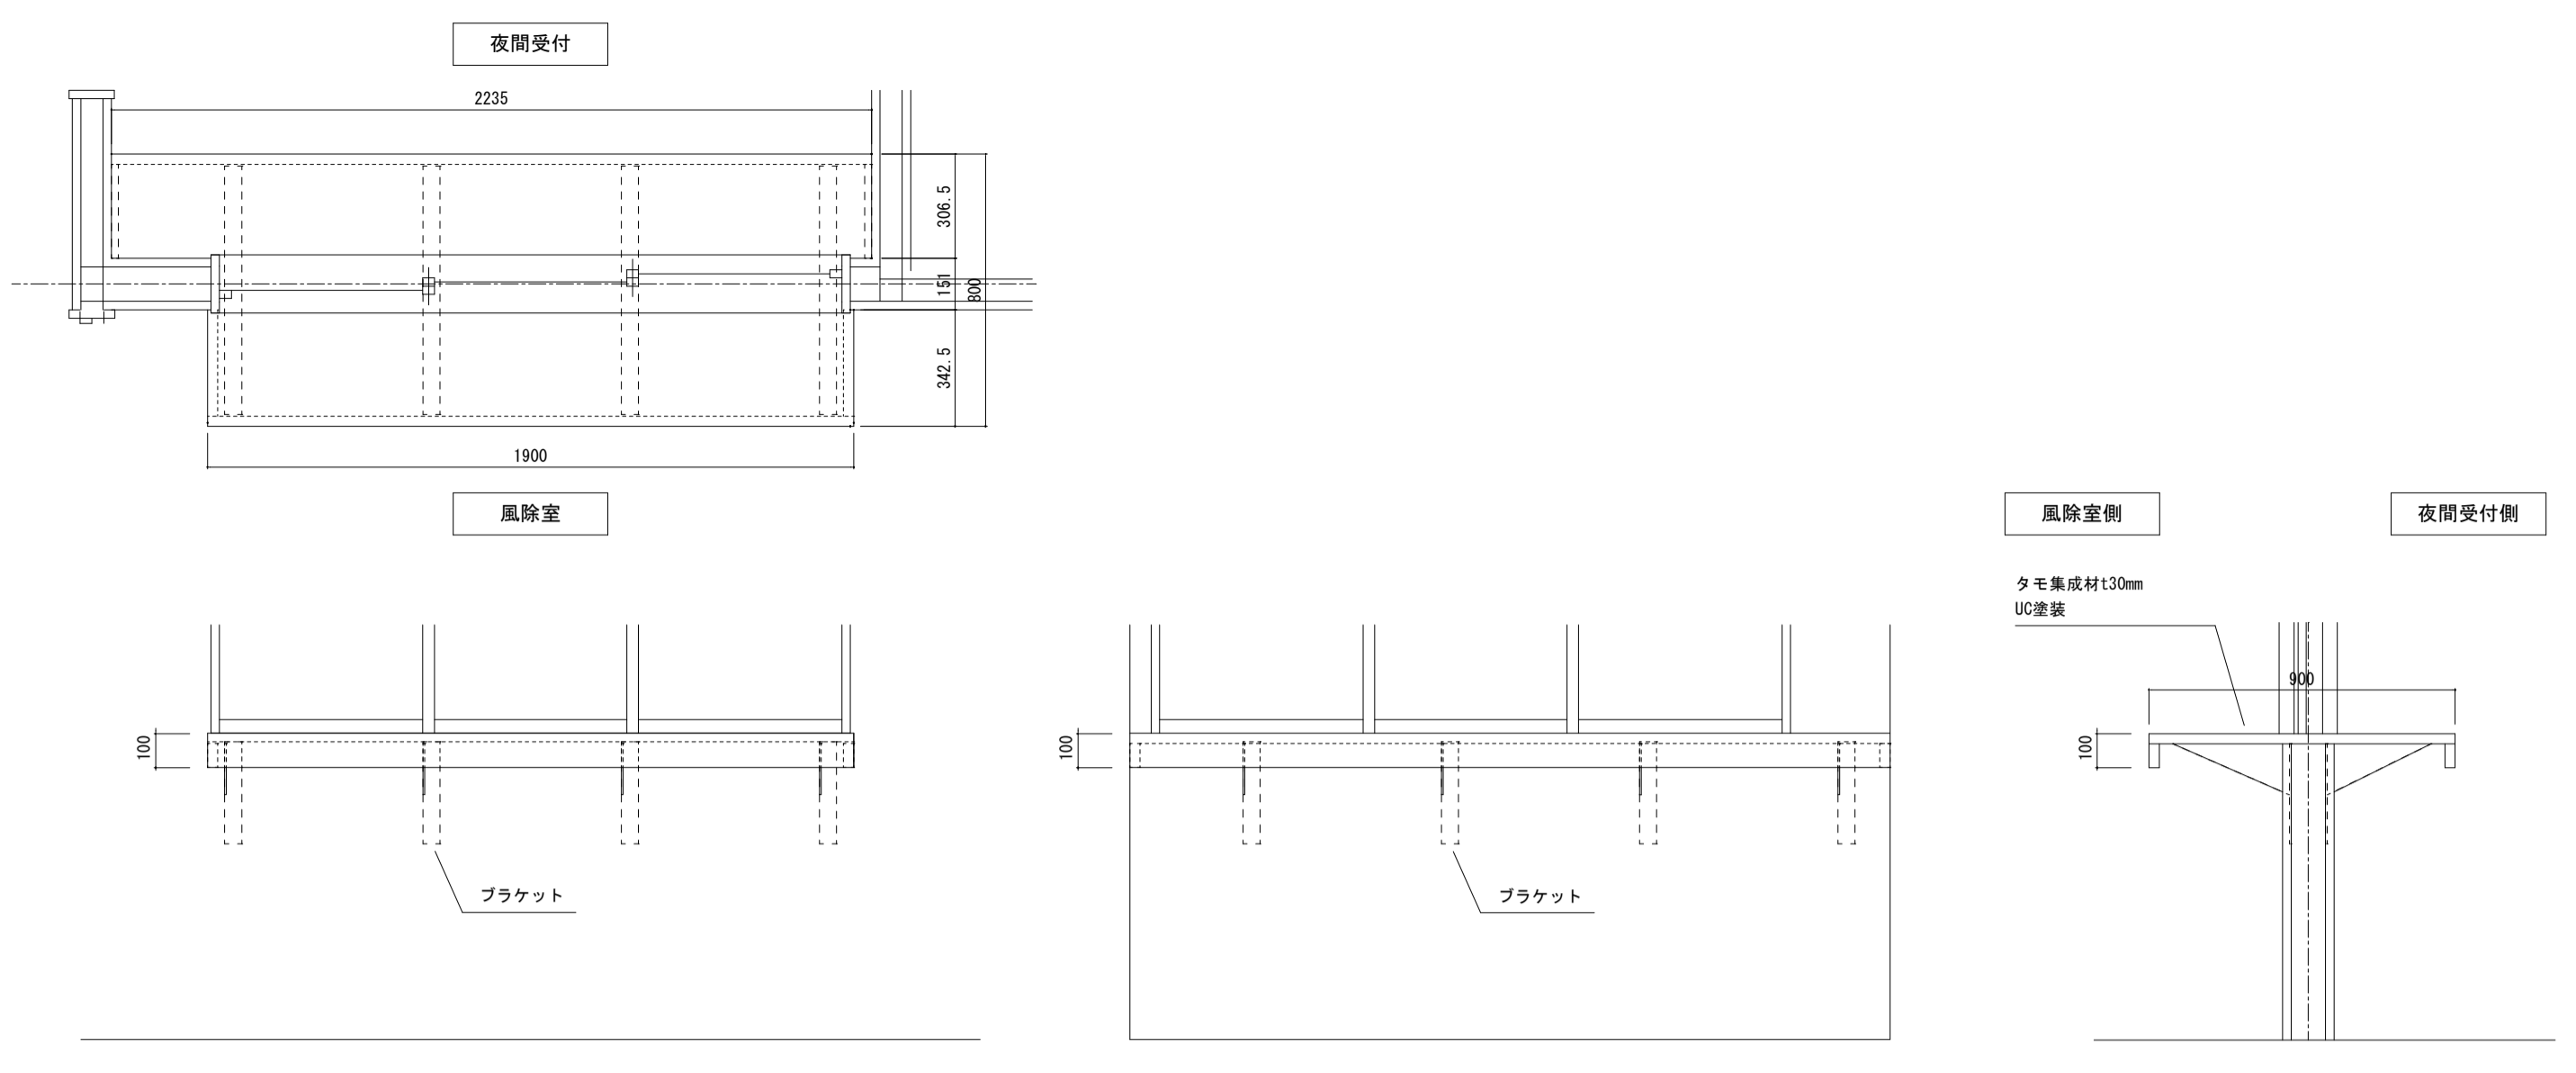 夜間受付
2235
306.5
151
800
342.5
1900
風除室
風除室側
夜間受付側
タモ集成材t30mm
UC塗装
900
100
100
100
ブラケット
ブラケット